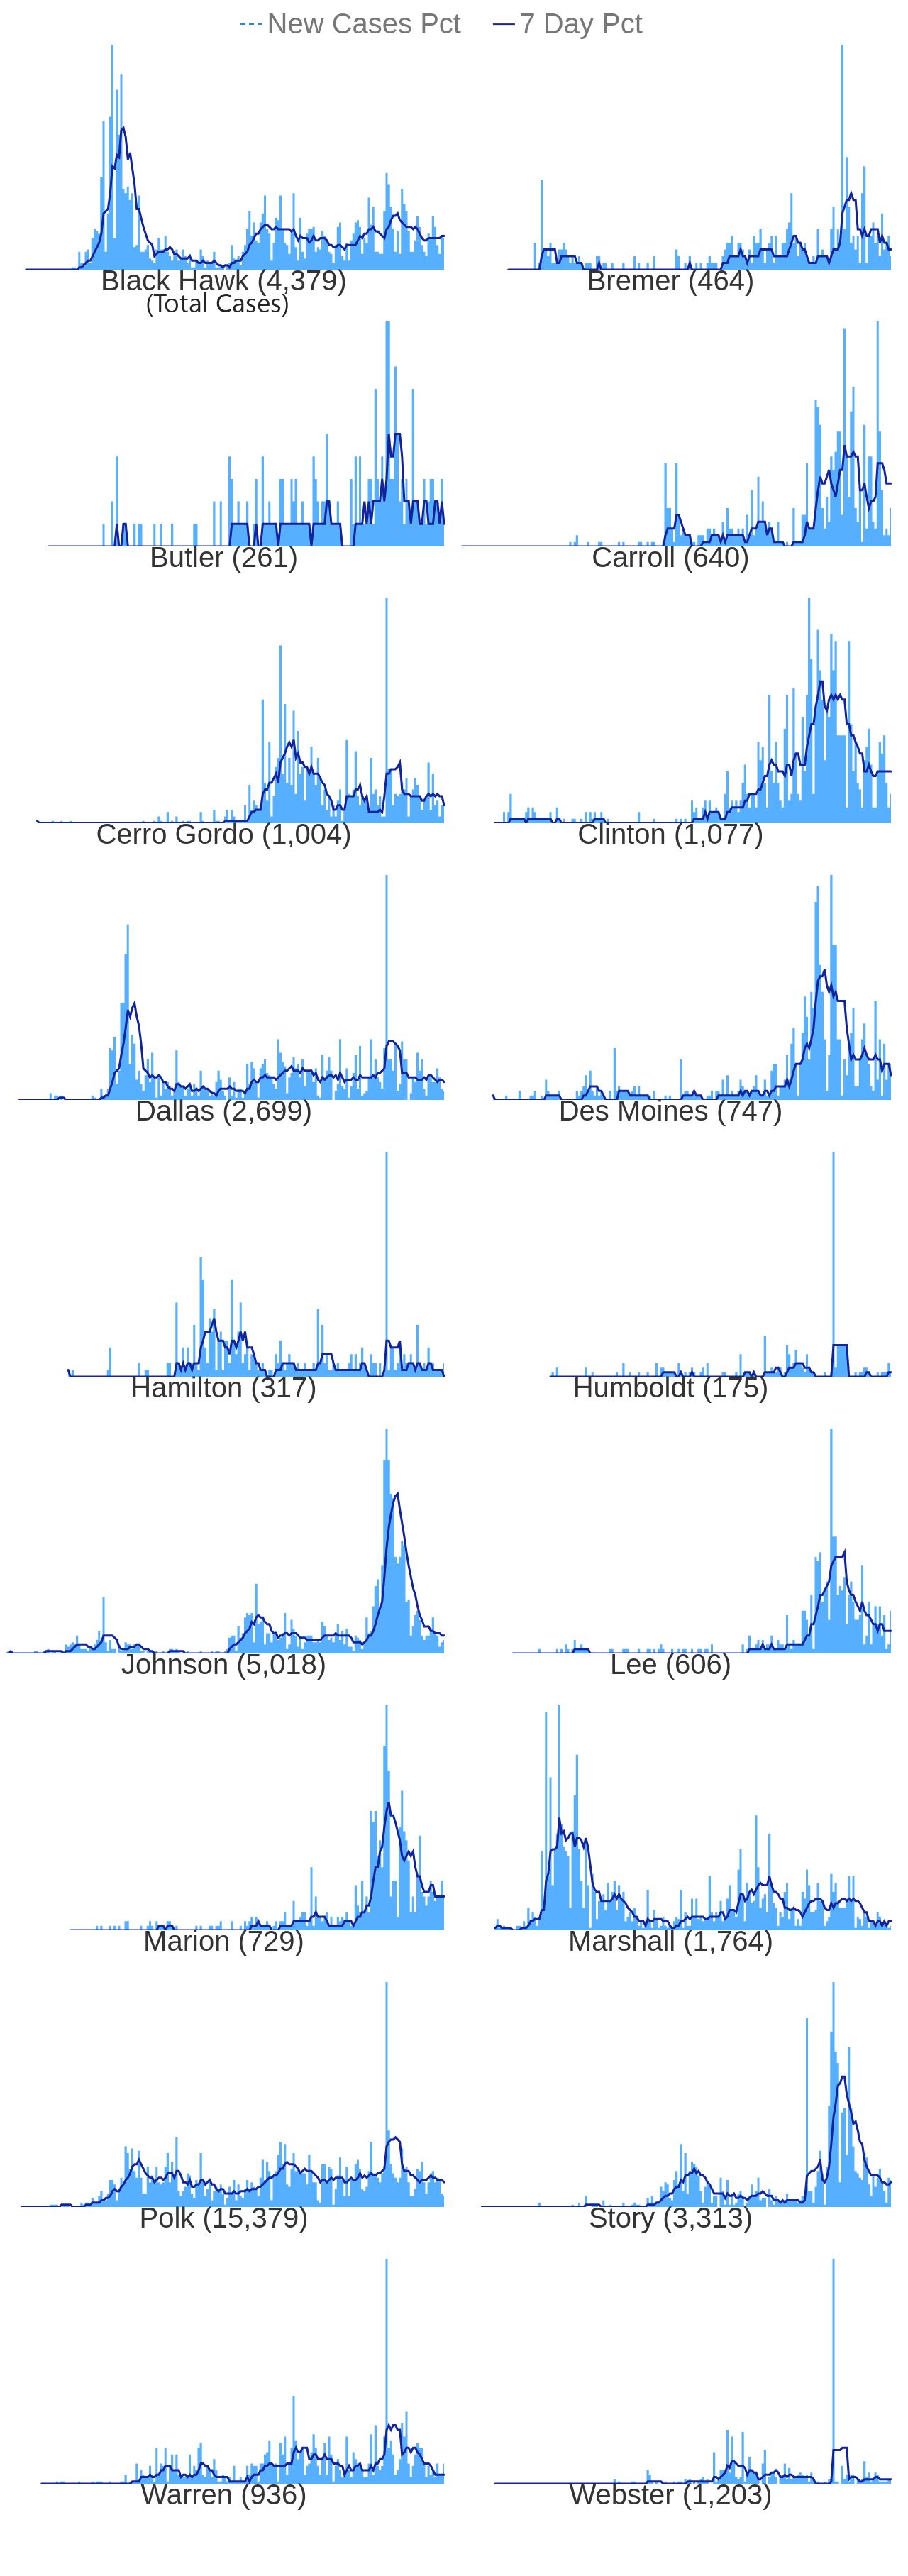 New Cases Pct 7 Day Pct
Black Hawk (4,379) Bremer (464)
(Total Cases)
Butler (261) Carroll (640)
Cerro Gordo (1,004) Clinton (1,077)
Dallas (2,699) Des Moines (747)
Hamilton (317) Humboldt (175)
Johnson (5,018) Lee (606)
Marion (729) Marshall (1,764)
Polk (15,379) Story (3,313)
Warren (936) Webster (1,203)